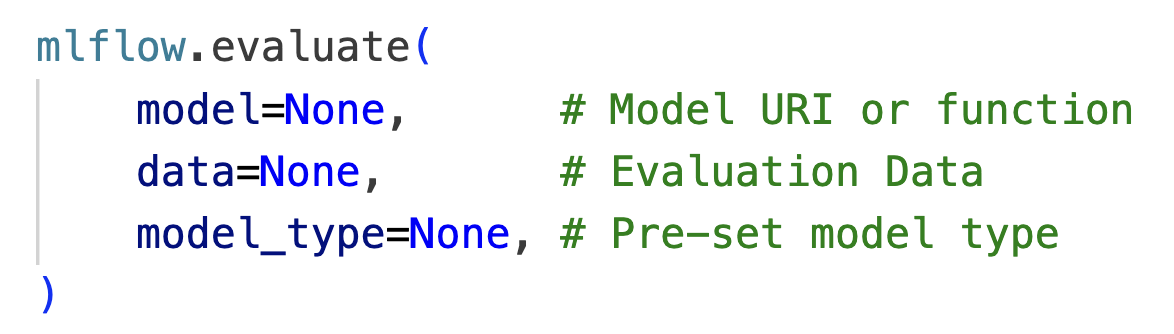 mlflow.evaluate(
    model=None,      # Model URI or function
    data=None,       # Evaluation Data
    model_type=None, # Pre-set model type
)